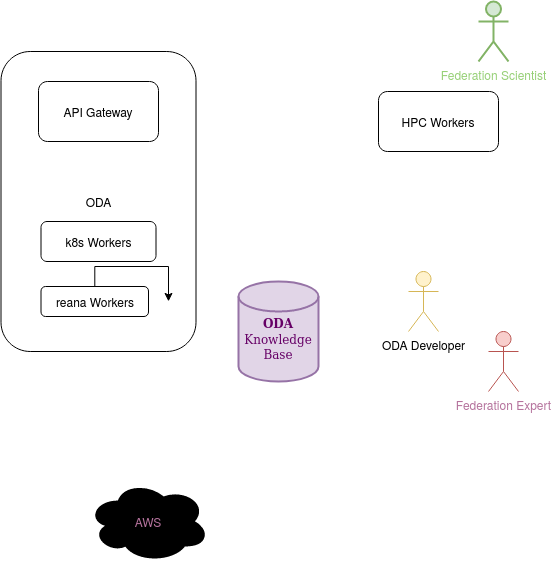 Federation Scientist
API Gateway
HPC Workers
ODA
k8s Workers
reana Workers
ODA
Knowledge
Base
ODA Developer
Federation Expert
AWS